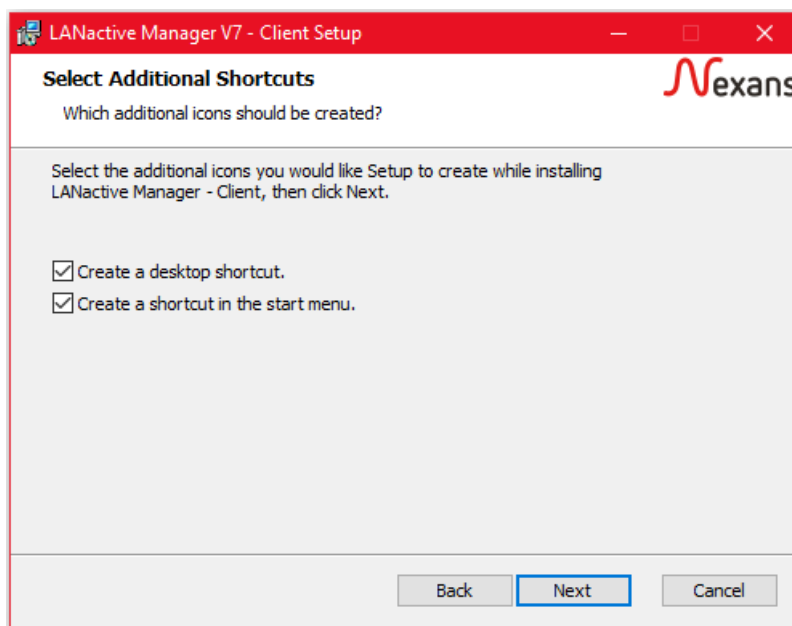 LANactive Manager V7 - Client Setup
Select Additional Shortcuts
Nexans
Which additional icons should be created?
Select the additional icons you would like Setup to create while installing
LANactive Manager - Client, then click Next.
Create a desktop shortcut.
Create a shortcut in the start menu.
Back Next Cancel